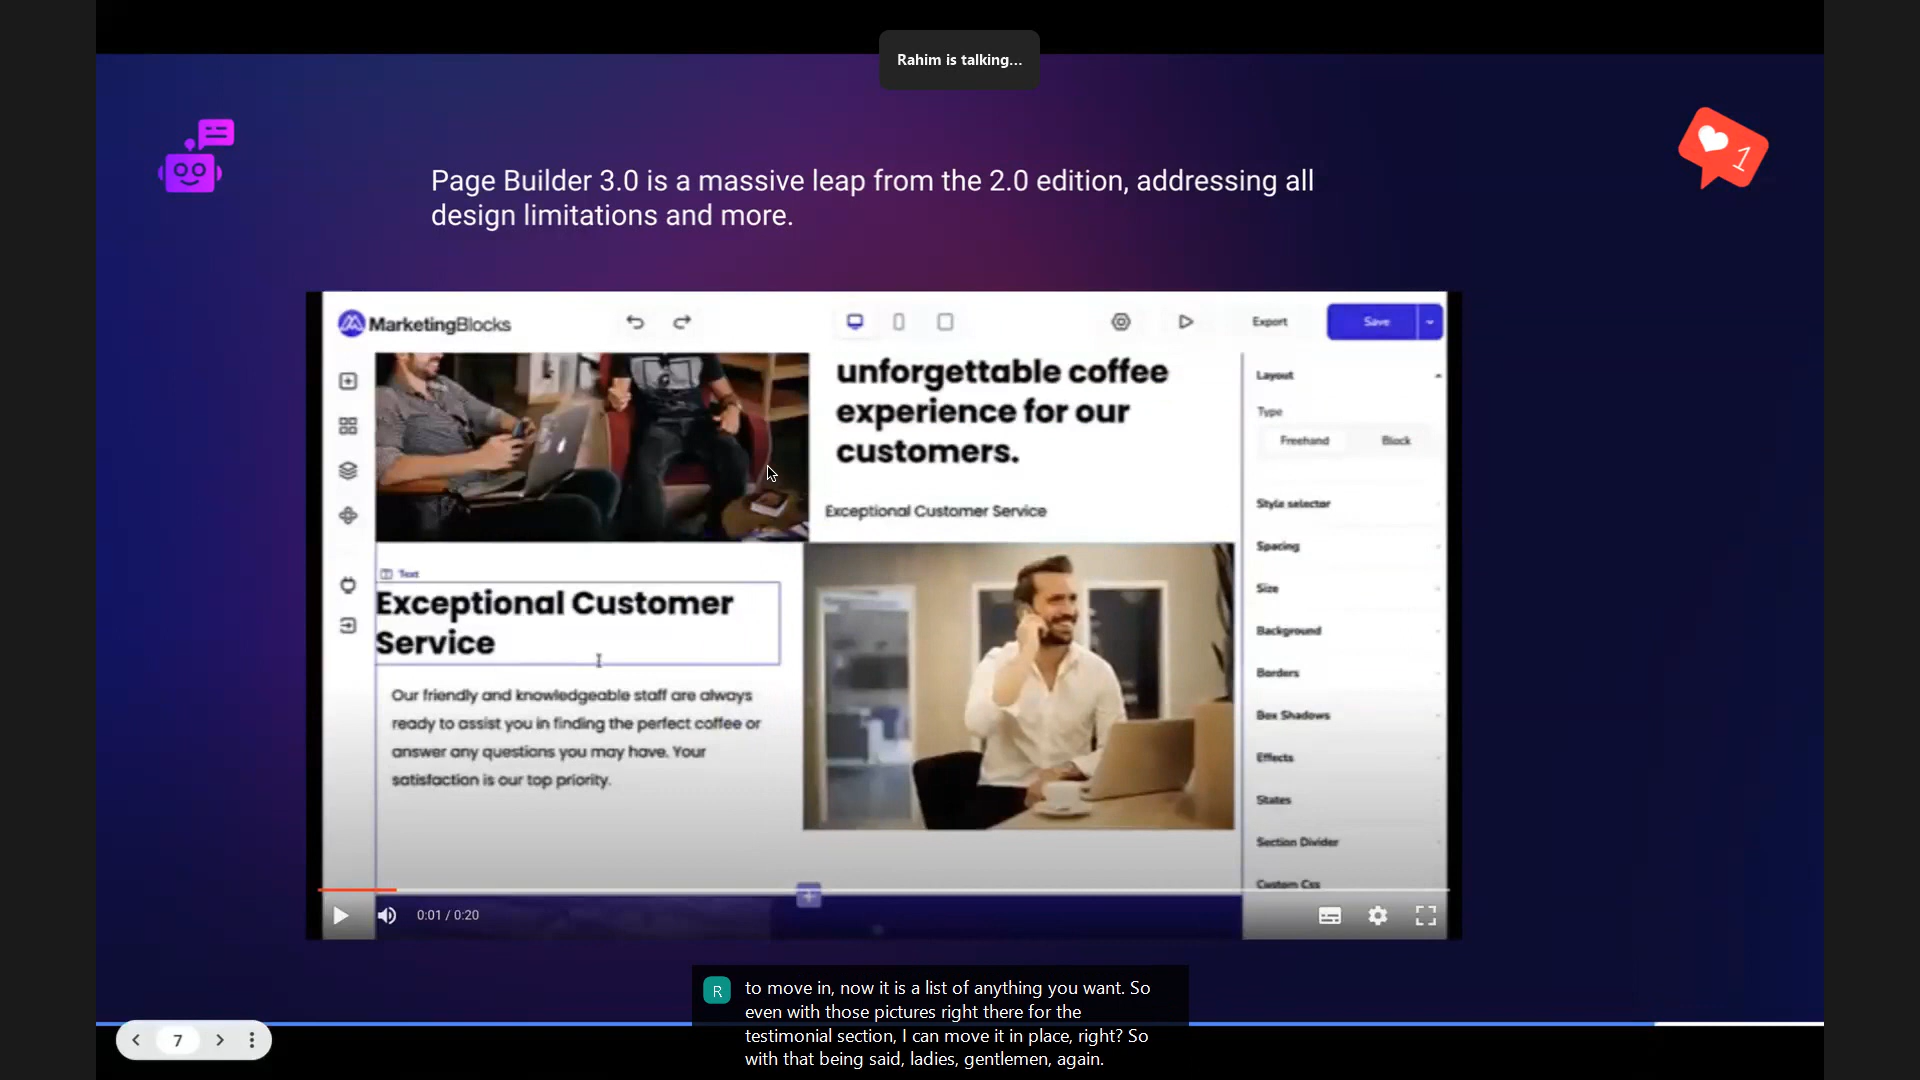 Rahim is talking...
1
Page Builder 3.0 is a massive leap from the 2.0 edition, addressing all
design limitations and more.
MarketingBlocks
Export
Save
unforgettable coffee
experience for our
customers.
Exceptional Customer Service
Text
Exceptional Customer
Service
Our friendly and knowledgeable staff are always
ready to assist you in finding the perfect coffee or
answer any questions you may have. Your
satisfaction is our top priority.
Layout
Type
Freehand Block
Style selector
Spacing
Size
Background
Borders
Box Shadows
Effects
States
Section Divider
Custom Css
0:01 / 0:20
R
to move in, now it is a list of anything you want. So
even with those pictures right there for the
testimonial section, I can move it in place, right? So
with that being said, ladies, gentlemen, again.
7